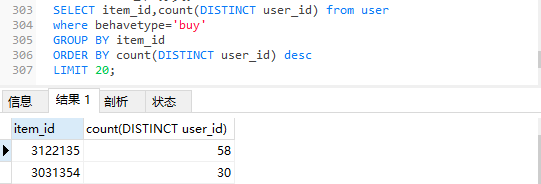 303 SELECT item_id,count(DISTINCT user_id) from user
304 where behavetype='buy'
305 GROUP BY item_id
306 ORDER BY count(DISTINCT user_id) desc
307 LIMIT 20;
信息 结果 1 剖析 状态
item_id count(DISTINCT user_id)
3122135 58
3031354 30